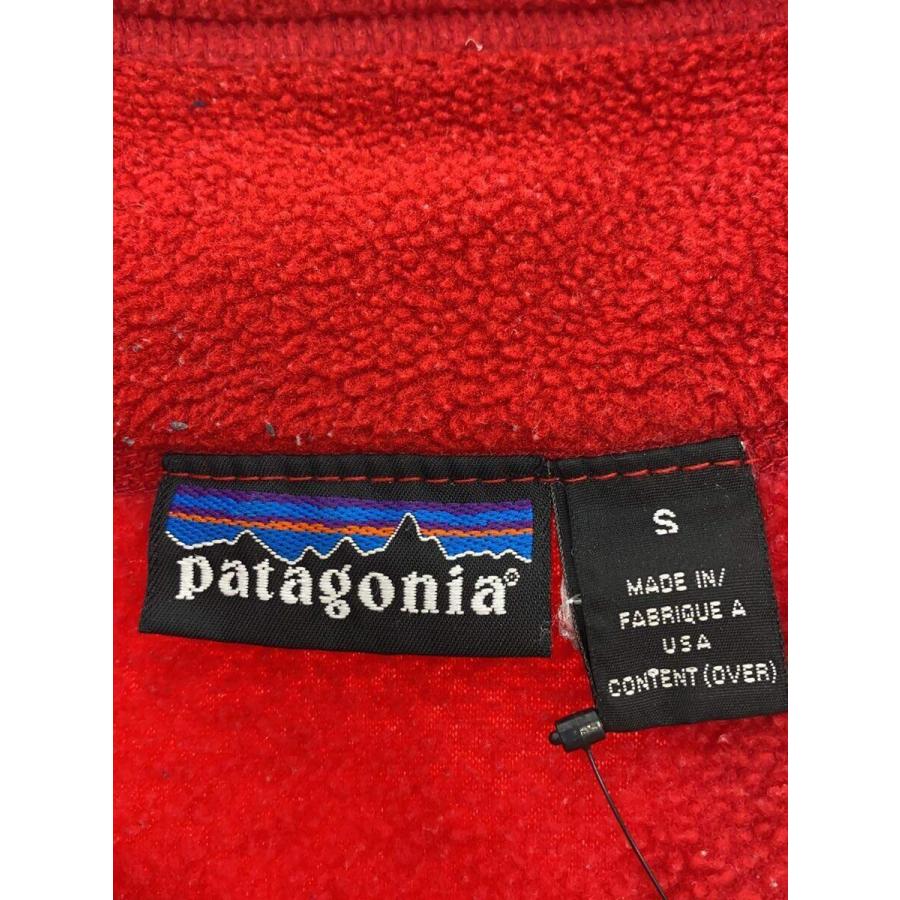 patagonia®
S
MADE IN/
FABRIQUE A
USA
CONTENT (OVER)